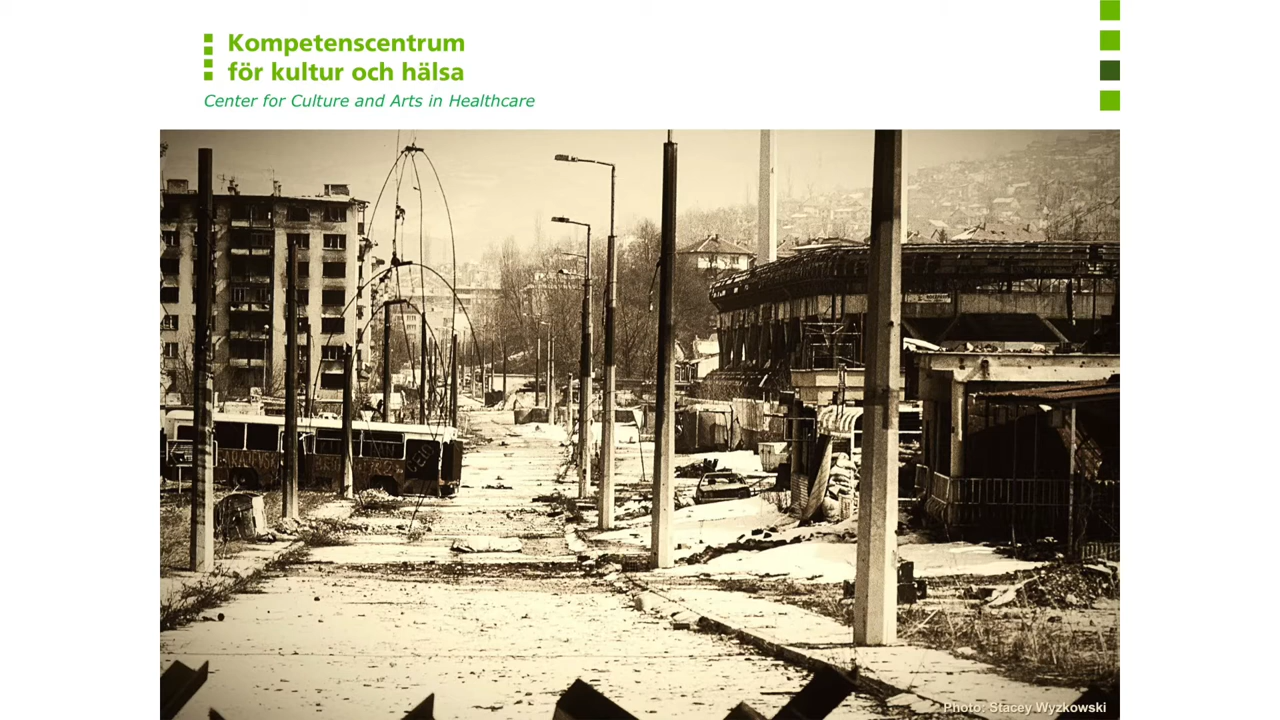 Kompetenscentrum
för kultur och hälsa
Center for Culture and Arts in Healthcare
Photo: Stacey Wyzkowski